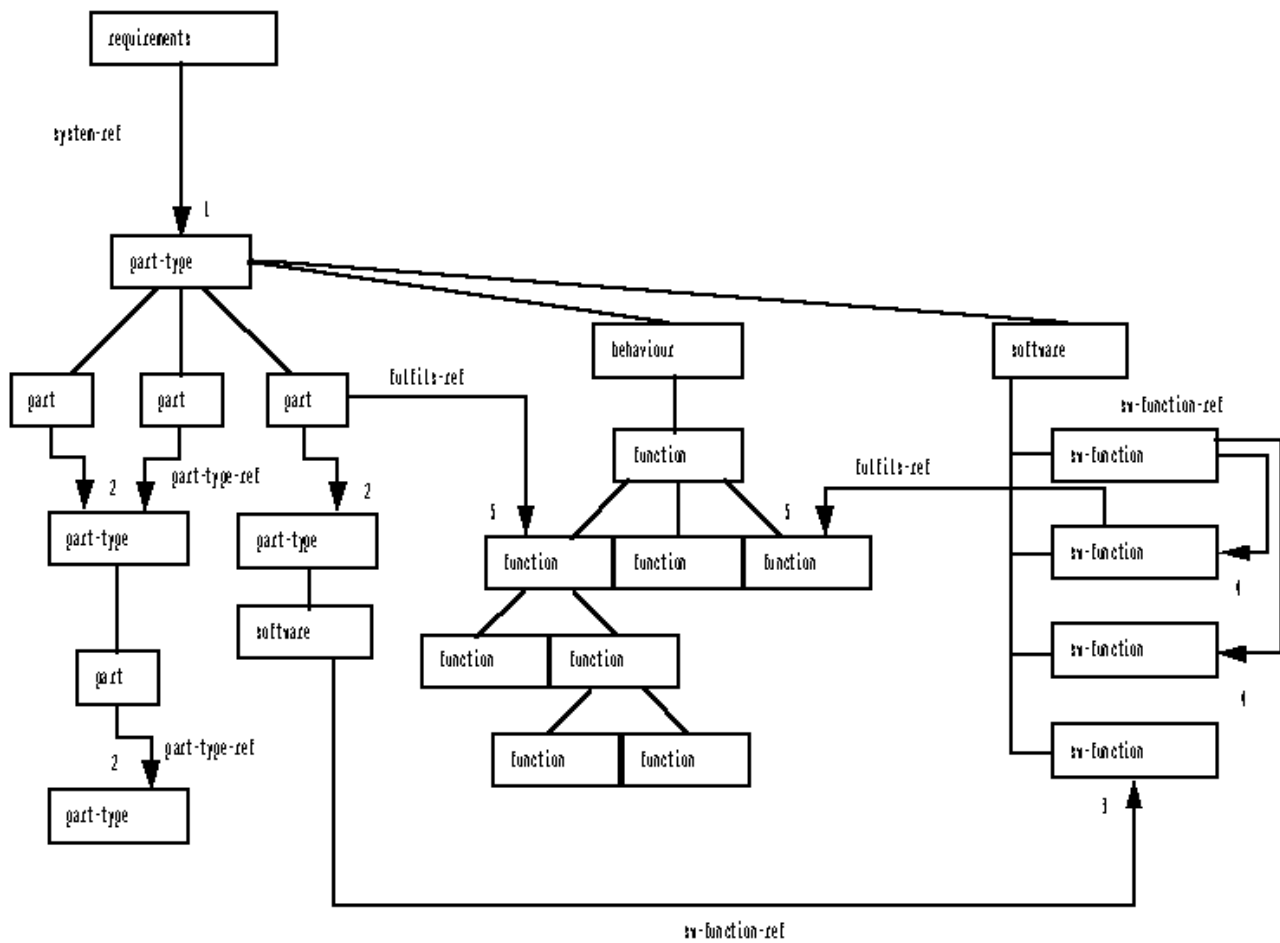 requirements
system-ref
1
part-type
behaviour
software
part
part
part
fulfils-ref
sw-function-ref
function
fulfils-ref
sw-function
2
part-type-ref
2
5
5
part-type
part-type
function
function
function
sw-function
4
software
function
function
sw-function
part
4
2
part-type-ref
function
function
sw-function
part-type
3
sw-function-ref